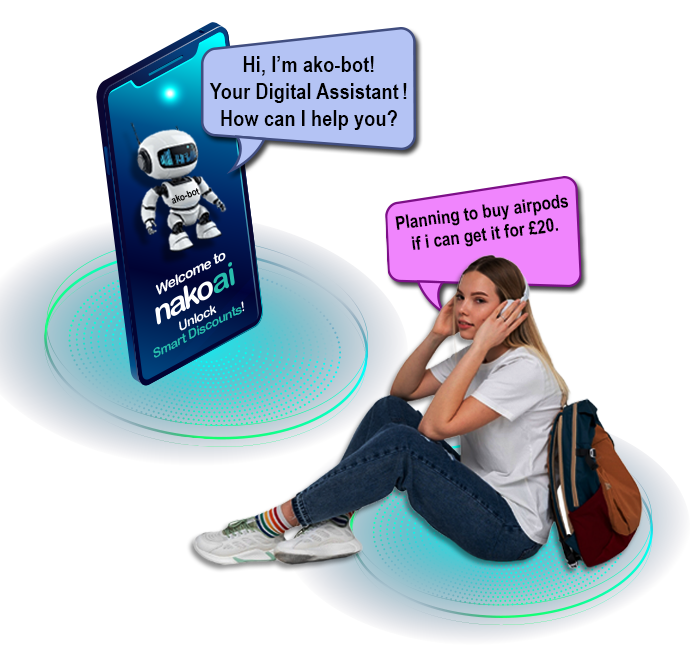 Hi, I'm ako-bot!
Your Digital Assistant!
How can I help you?
ako-bot
Welcome to
nakoai
Unlock
Smart Discounts!
Planning to buy airpods
if i can get it for £20.